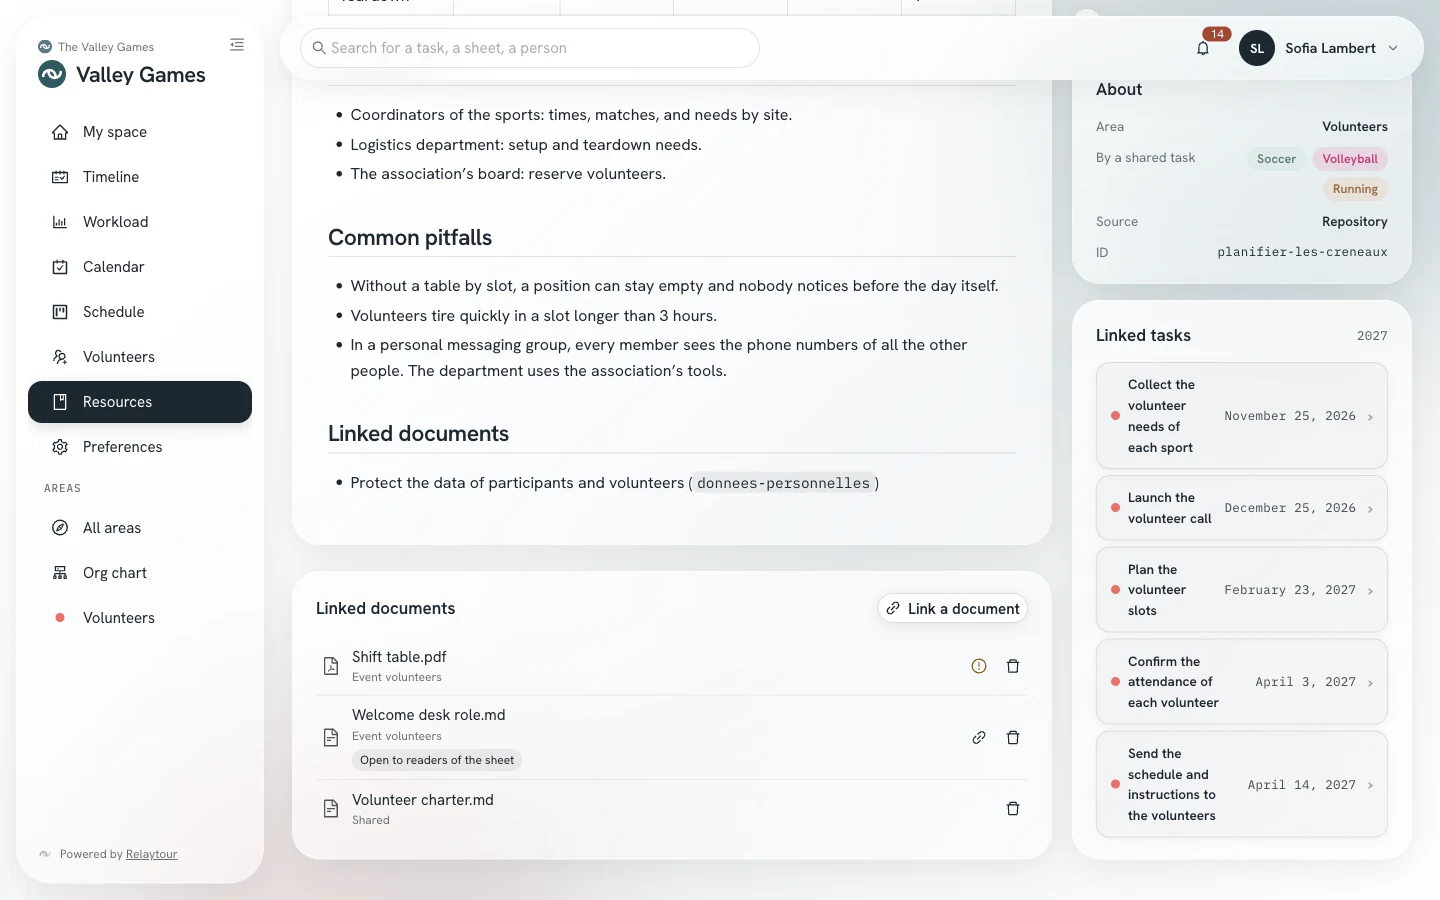 The Valley Games
Valley Games
My space
Timeline
Workload
Calendar
Schedule
Volunteers
Resources
Preferences
AREAS
All areas
Org chart
Volunteers
Powered by Relaytour
Search for a task, a sheet, a person
14
SL
Sofia Lambert
• Coordinators of the sports: times, matches, and needs by site.
• Logistics department: setup and teardown needs.
• The association’s board: reserve volunteers.
Common pitfalls
• Without a table by slot, a position can stay empty and nobody notices before the day itself.
• Volunteers tire quickly in a slot longer than 3 hours.
• In a personal messaging group, every member sees the phone numbers of all the other
people. The department uses the association’s tools.
Linked documents
• Protect the data of participants and volunteers (donnees-personnelles)
Linked documents
Link a document
Shift table.pdf
Event volunteers
Welcome desk role.md
Event volunteers
Open to readers of the sheet
Volunteer charter.md
Shared
About
Area Volunteers
By a shared task Soccer Volleyball
Running
Source Repository
ID planifier-les-creneaux
Linked tasks 2027
Collect the
volunteer
needs of
each sport
November 25, 2026
Launch the
volunteer call
December 25, 2026
Plan the
volunteer
slots
February 23, 2027
Confirm the
attendance of
each volunteer
April 3, 2027
Send the
schedule and
instructions to
the volunteers
April 14, 2027